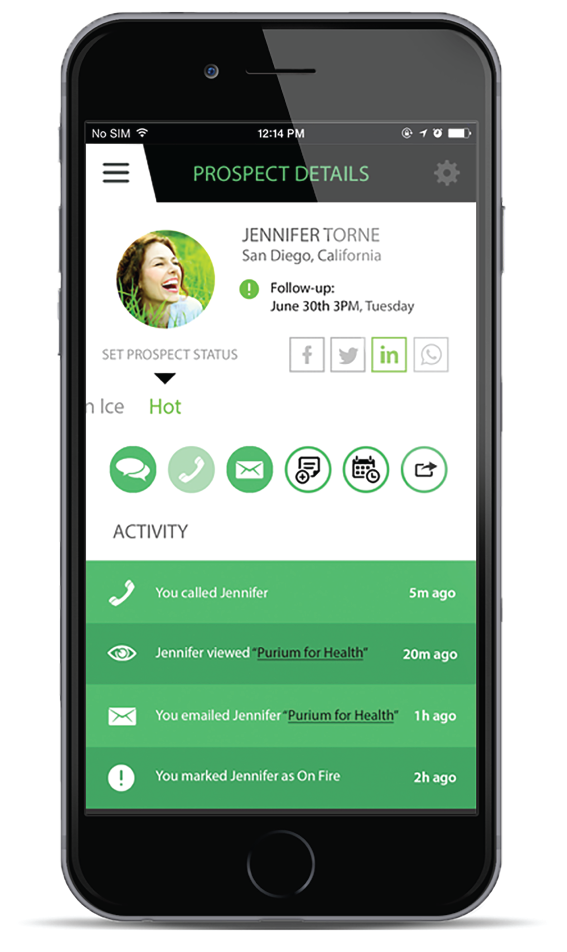 No SIM 12:14 PM
PROSPECT DETAILS
JENNIFER TORNE
San Diego, California
Follow-up:
June 30th 3PM, Tuesday
SET PROSPECT STATUS
n Ice Hot
ACTIVITY
You called Jennifer 5m ago
Jennifer viewed “Purium for Health” 20m ago
You emailed Jennifer “Purium for Health” 1h ago
You marked Jennifer as On Fire 2h ago